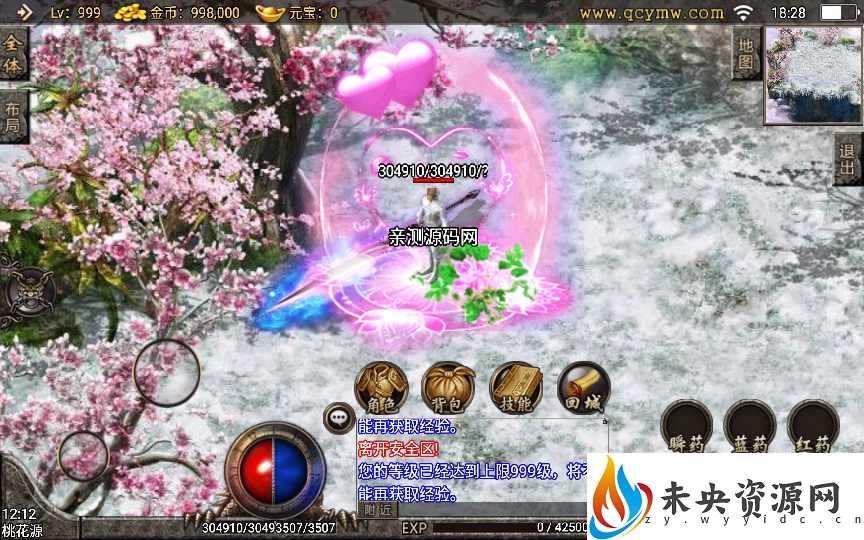 Lv: 999
金币: 998,000
元宝: 0
www.qcymw.com
18:28
全体
布局
地图
退出
304910/304910/?
亲测源码网
角色
背包
技能
回城
瞬药
蓝药
红药
能再获取经验。
离开安全区!
您的等级已经达到上限999级，将不
能再获取经验。
附近
12:12
桃花源
304910/30493507/3507
EXP
0 / 42500
未央资源网
zy.wyyidc.cn